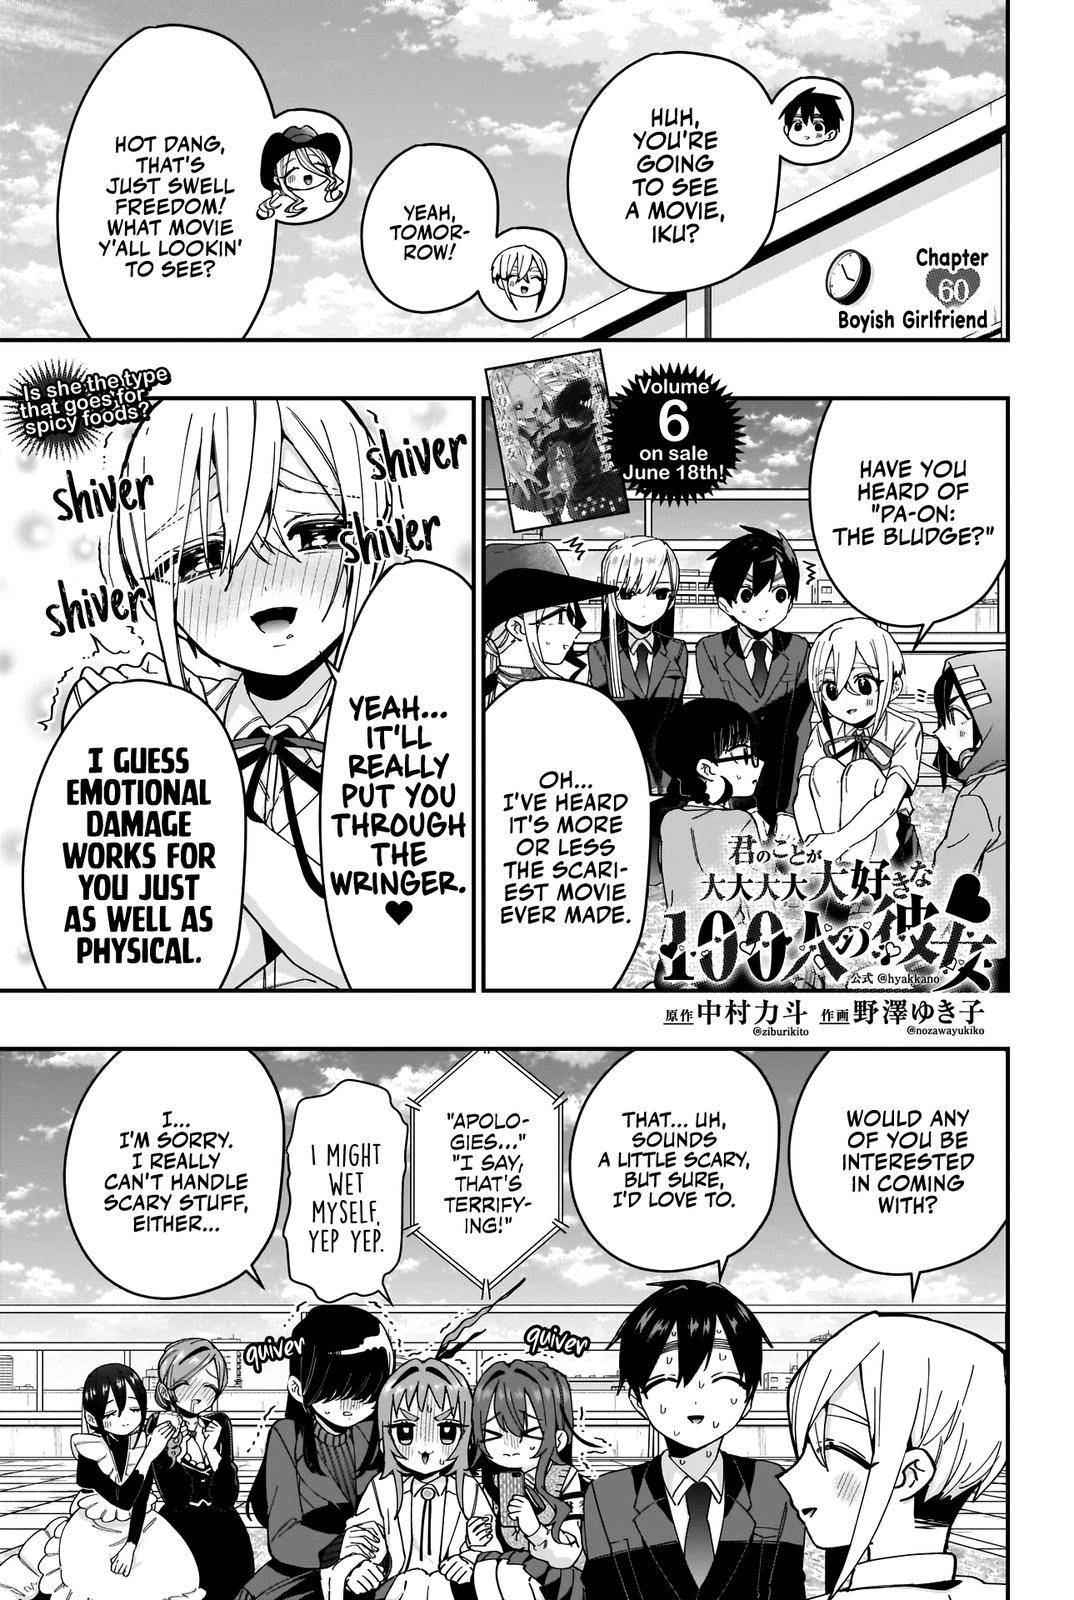 HUH,
YOU'RE
GOING
TO SEE
A MOVIE,
IKU?
YEAH,
TOMOR-
ROW!
HOT DANG,
THAT'S
JUST SWELL
FREEDOM!
WHAT MOVIE
Y'ALL LOOKIN'
TO SEE?
Chapter
60
Boyish Girlfriend
Volume
6
on sale
June 18th!
HAVE YOU
HEARD OF
"PA-ON:
THE BLUDGE?"
OH...
I'VE HEARD
IT'S MORE
OR LESS
THE SCARI-
EST MOVIE
EVER MADE.
君のことが
大大大大大好きな
100人の彼女
公式 @hyakkano
原作 中村力斗
@ziburikito
作画 野澤ゆき子
@nozawayukiko
Is she the type
that goes for
spicy foods?
shiver
shiver
shiver
shiver
YEAH...
IT'LL
REALLY
PUT YOU
THROUGH
THE
WRINGER.
♥
I GUESS
EMOTIONAL
DAMAGE
WORKS FOR
YOU JUST
AS WELL AS
PHYSICAL.
WOULD ANY
OF YOU BE
INTERESTED
IN COMING
WITH?
THAT... UH,
SOUNDS
A LITTLE SCARY,
BUT SURE,
I'D LOVE TO.
"APOLO-
GIES..."
"I SAY,
THAT'S
TERRIFY-
ING!"
I MIGHT
WET
MYSELF,
YEP YEP.
I...
I'M SORRY.
I REALLY
CAN'T HANDLE
SCARY STUFF,
EITHER...
quiver
quiver